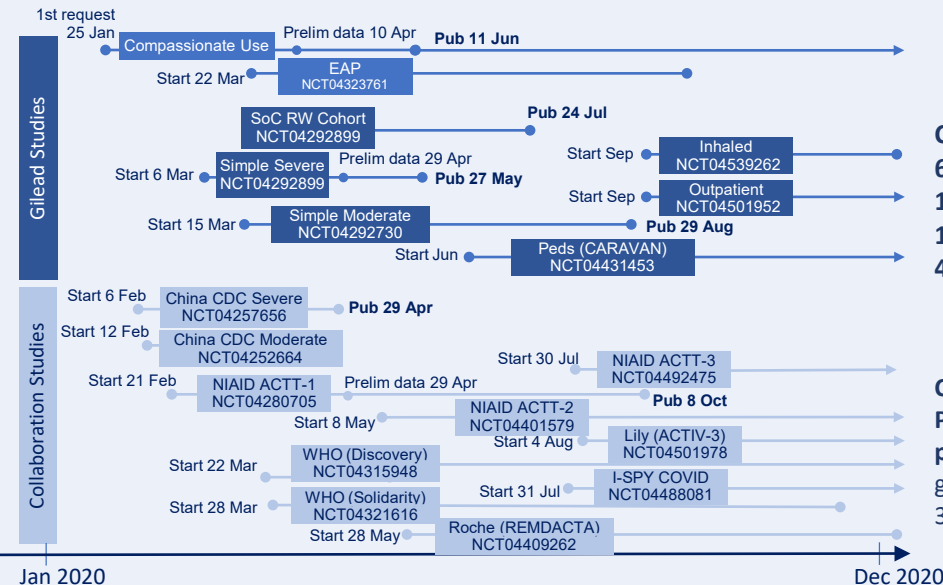 1st request
25 Jan
Compassionate Use
Prelim data 10 Apr
Pub 11 Jun
Start 22 Mar
EAP
NCT04323761
Gilead Studies
SoC RW Cohort
NCT04292899
Pub 24 Jul
Start 6 Mar
Simple Severe
NCT04292899
Prelim data 29 Apr
Pub 27 May
Start Sep
Inhaled
NCT04539262
Start Sep
Outpatient
NCT04501952
Start 15 Mar
Simple Moderate
NCT04292730
Pub 29 Aug
Start Jun
Peds (CARAVAN)
NCT04431453
Collaboration Studies
Start 6 Feb
China CDC Severe
NCT04257656
Pub 29 Apr
Start 12 Feb
China CDC Moderate
NCT04252664
Start 30 Jul
NIAID ACTT-3
NCT04492475
Start 21 Feb
NIAID ACTT-1
NCT04280705
Prelim data 29 Apr
Pub 8 Oct
Start 8 May
NIAID ACTT-2
NCT04401579
Start 4 Aug
Lily (ACTIV-3)
NCT04501978
Start 22 Mar
WHO (Discovery)
NCT04315948
Start 31 Jul
I-SPY COVID
NCT04488081
Start 28 Mar
WHO (Solidarity)
NCT04321616
Start 28 May
Roche (REMDACTA)
NCT04409262
Jan 2020
Dec 2020